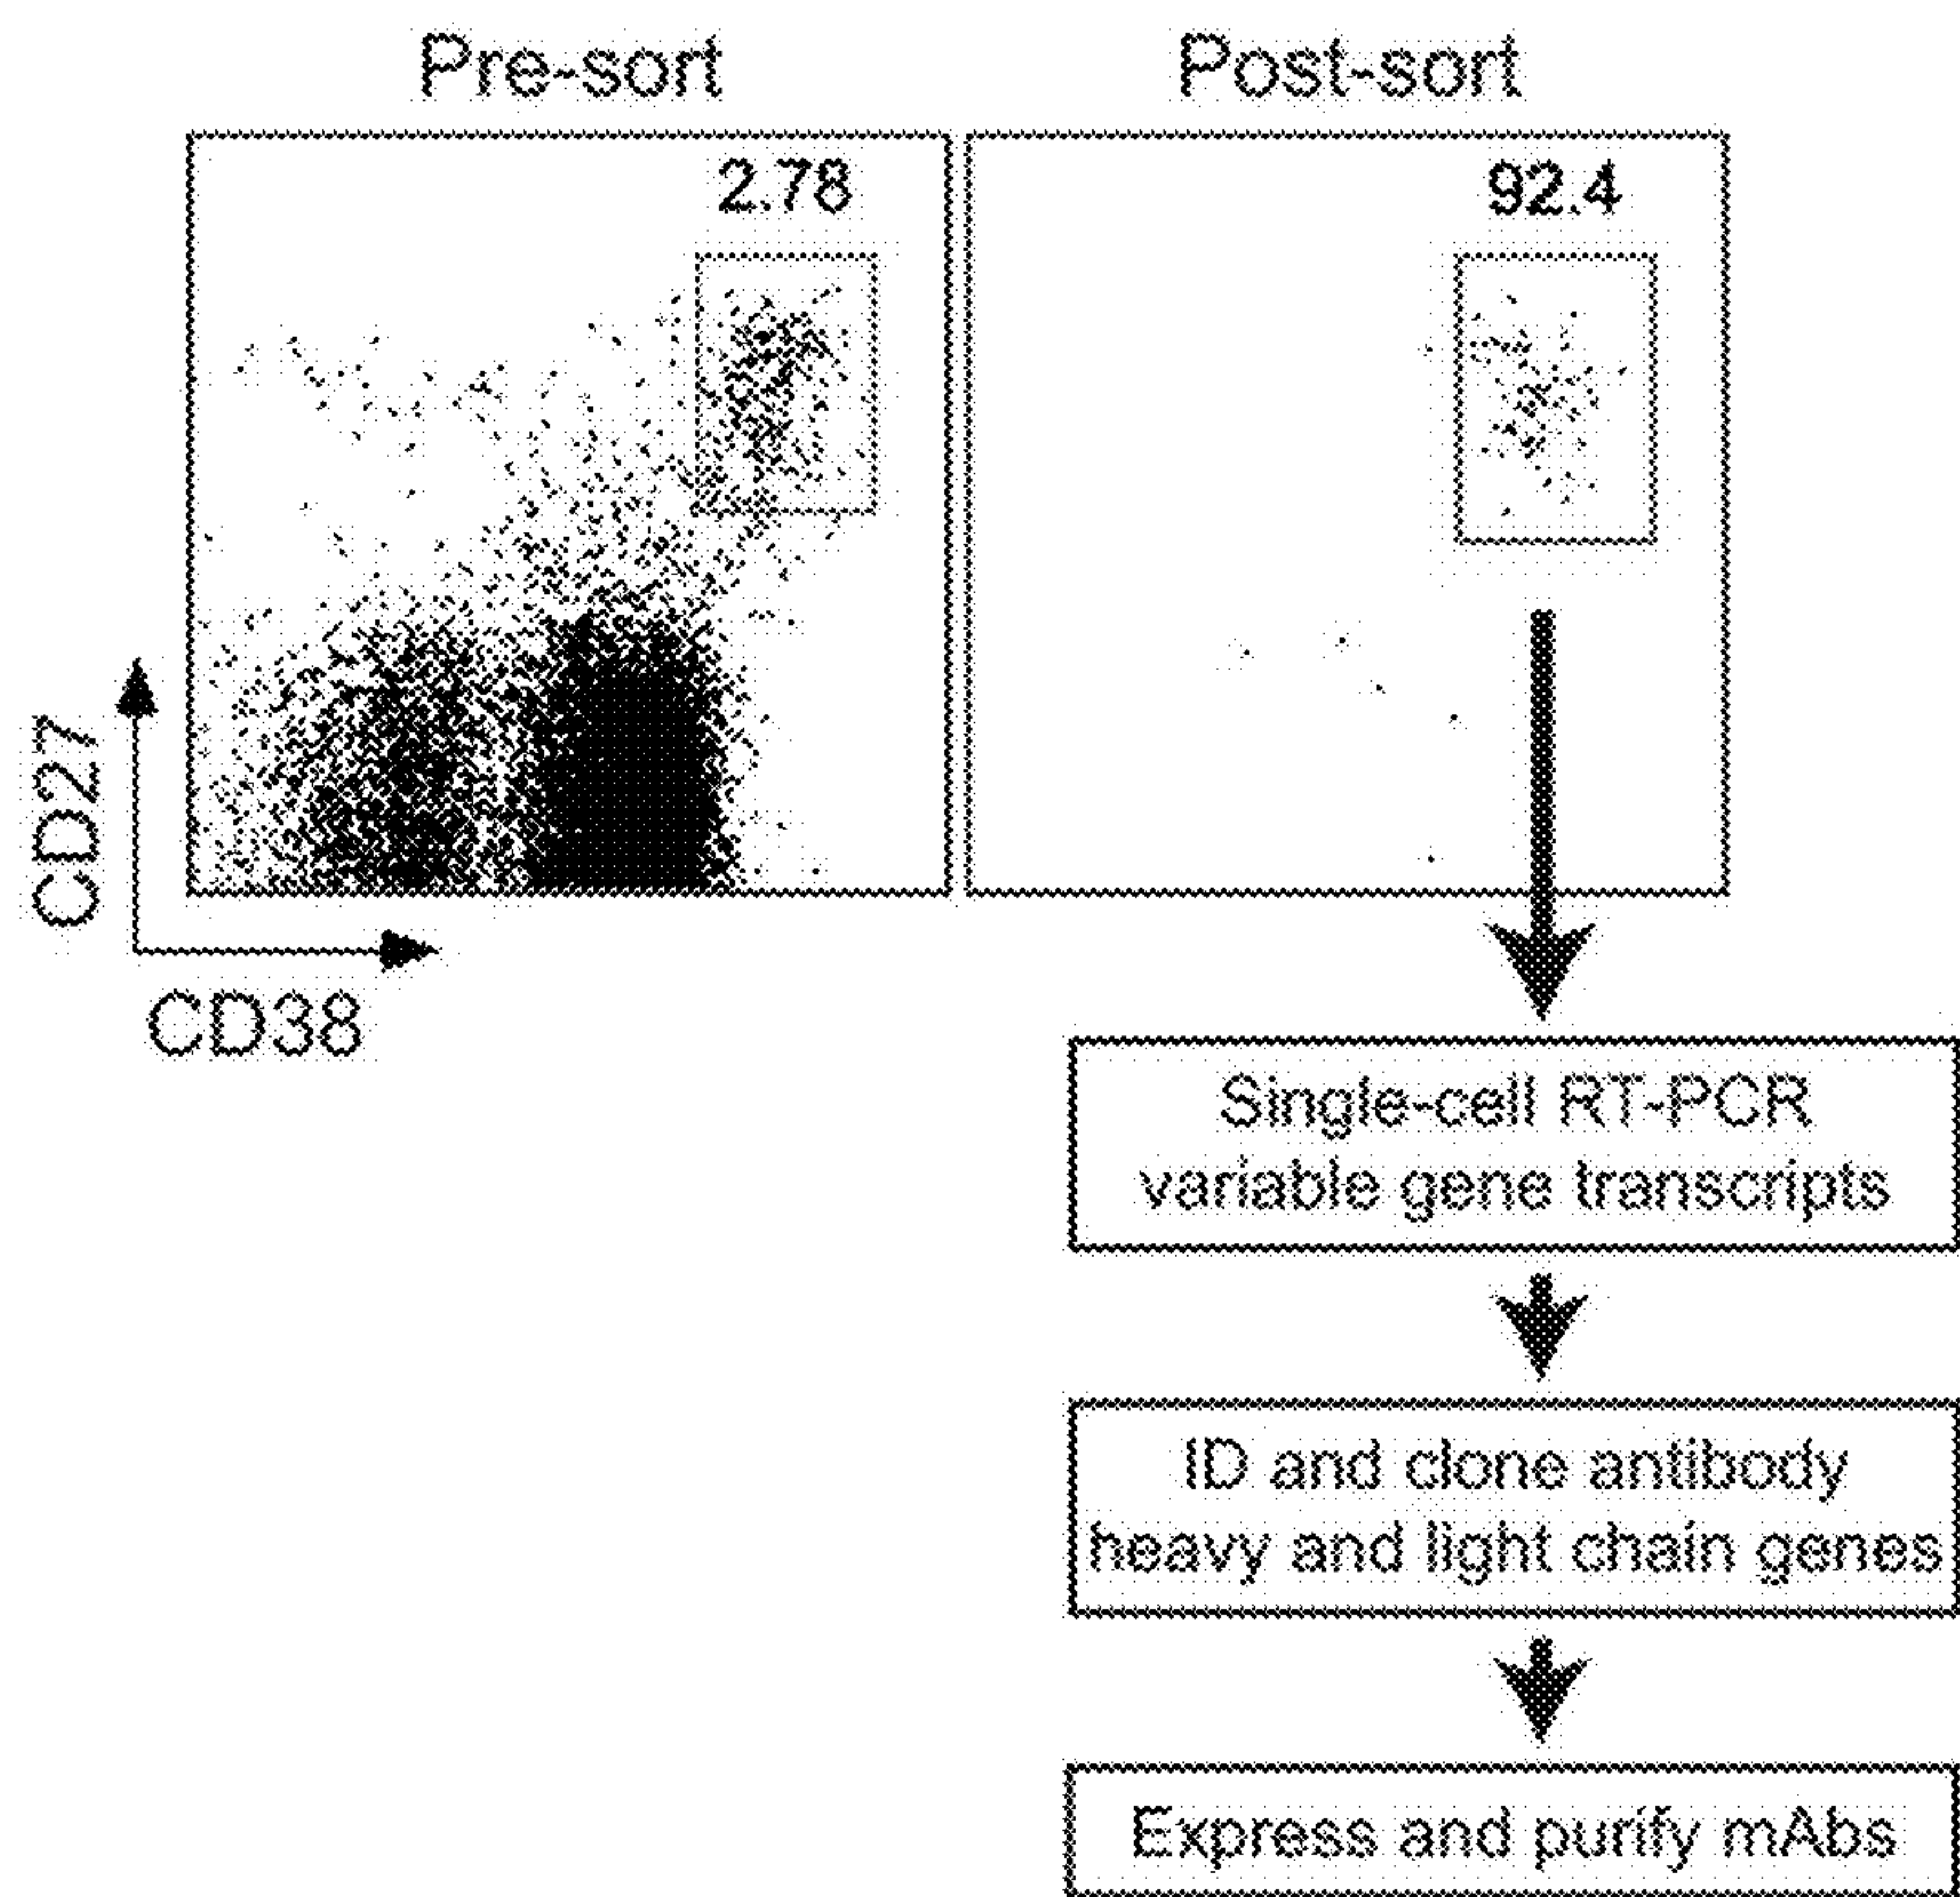 Pre-sort
Post-sort
2.78
92.4
CD27
CD38
Single-cell RT-PCR
variable gene transcripts
ID and clone antibody
heavy and light chain genes
Express and purify mAbs